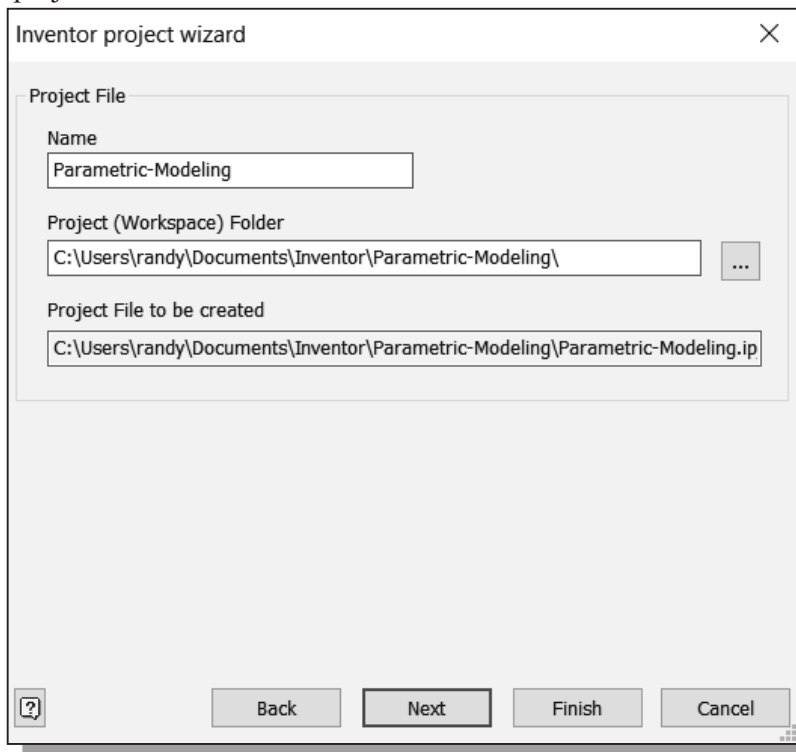 Inventor project wizard
Project File
Name
Parametric-Modeling
Project (Workspace) Folder
C:\Users\randy\Documents\Inventor\Parametric-Modeling\
...
Project File to be created
C:\Users\randy\Documents\Inventor\Parametric-Modeling\Parametric-Modeling.ip
Back Next Finish Cancel